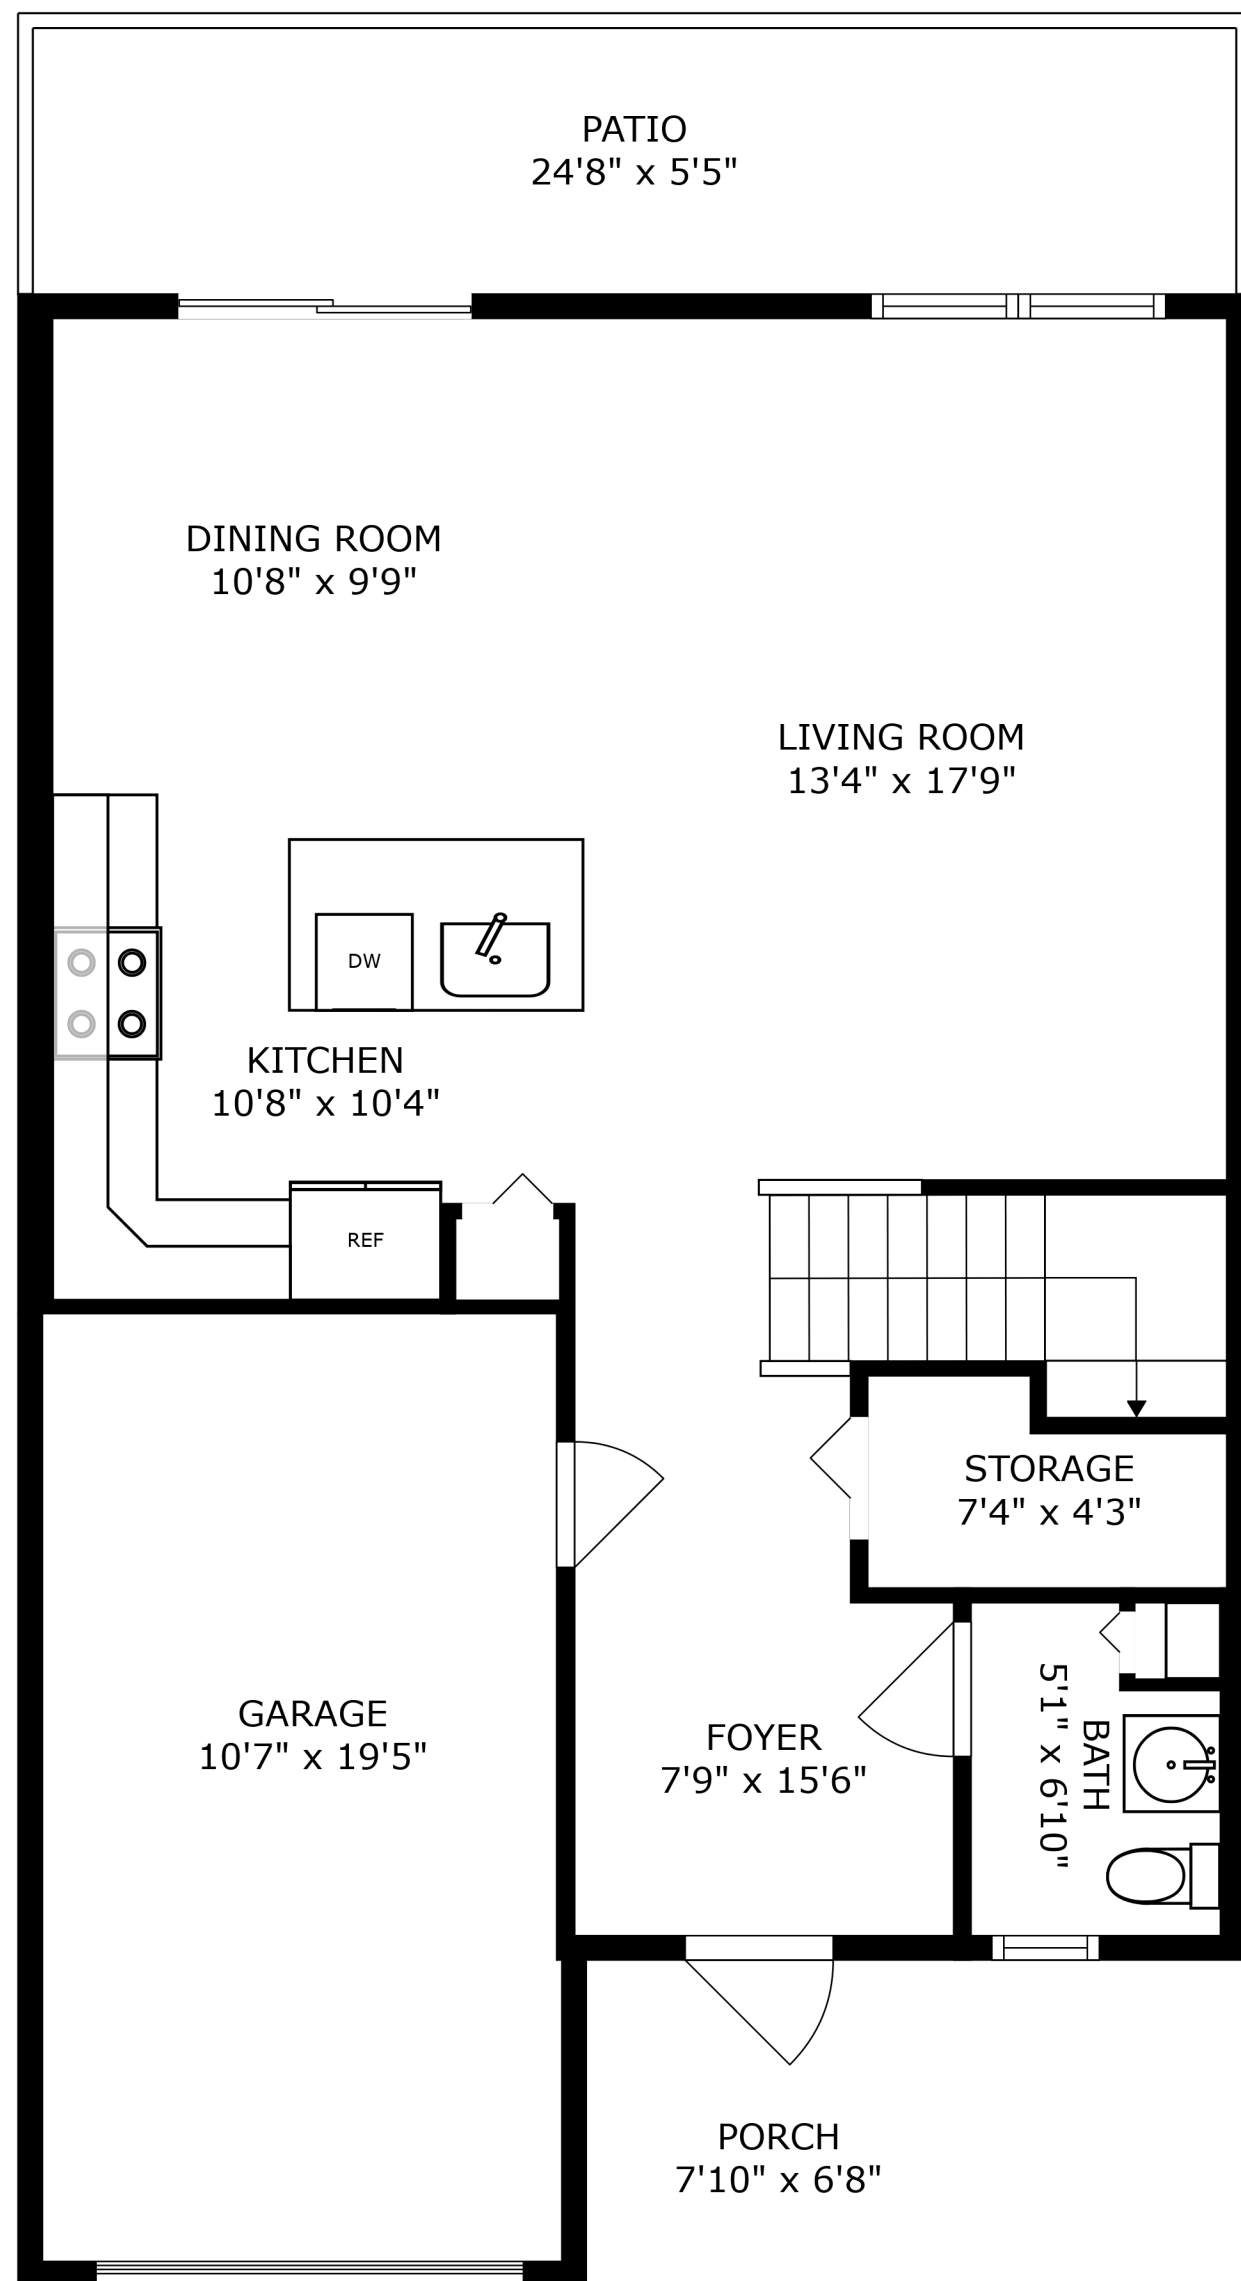 PATIO
24'8" x 5'5"
DINING ROOM
10'8" x 9'9"
LIVING ROOM
13'4" x 17'9"
DW
KITCHEN
10'8" x 10'4"
REF
STORAGE
7'4" x 4'3"
GARAGE
10'7" x 19'5"
FOYER
7'9" x 15'6"
BATH
5'1" x 6'10"
PORCH
7'10" x 6'8"